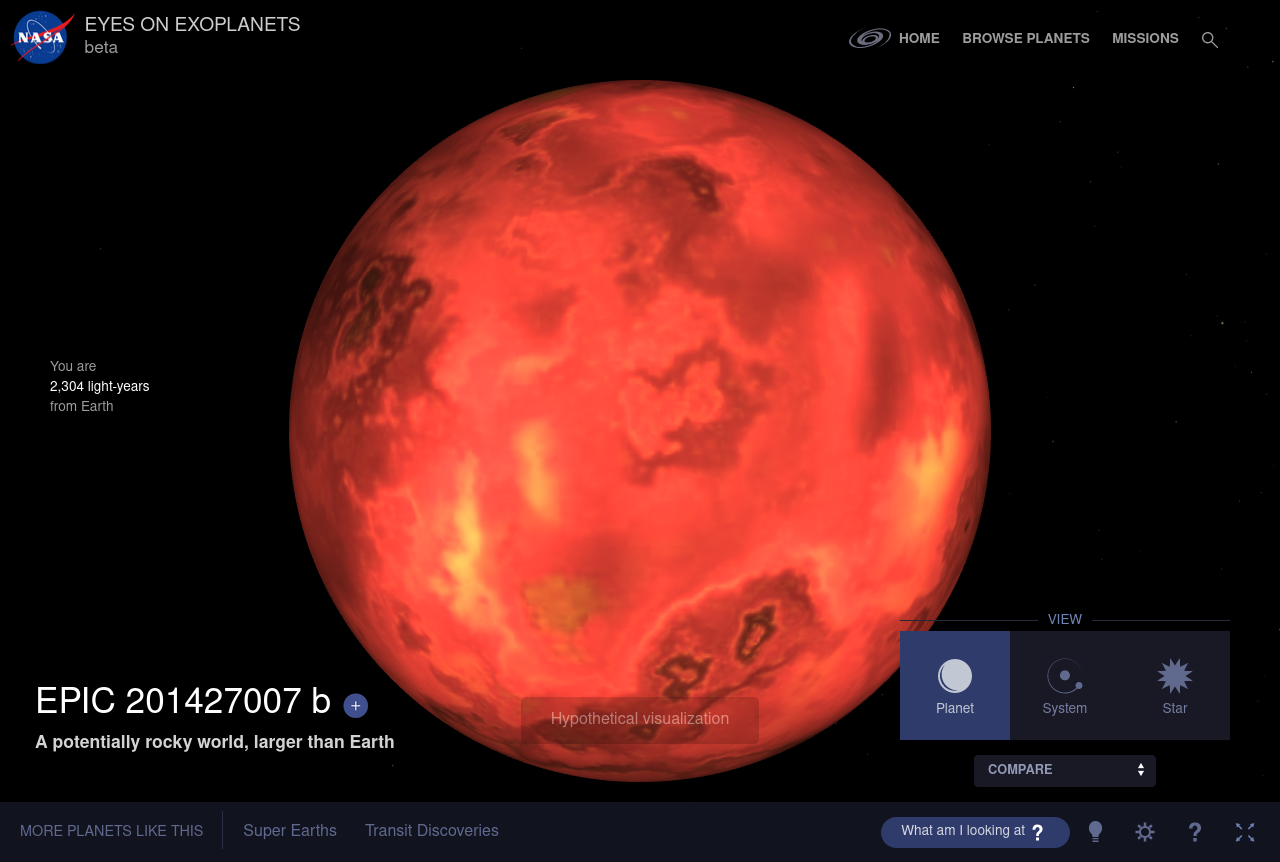 NASA
EYES ON EXOPLANETS
beta
HOME
BROWSE PLANETS
MISSIONS
You are
2,304 light-years
from Earth
VIEW
Planet
System
Star
EPIC 201427007 b +
A potentially rocky world, larger than Earth
Hypothetical visualization
COMPARE
MORE PLANETS LIKE THIS
Super Earths
Transit Discoveries
What am I looking at ?
?